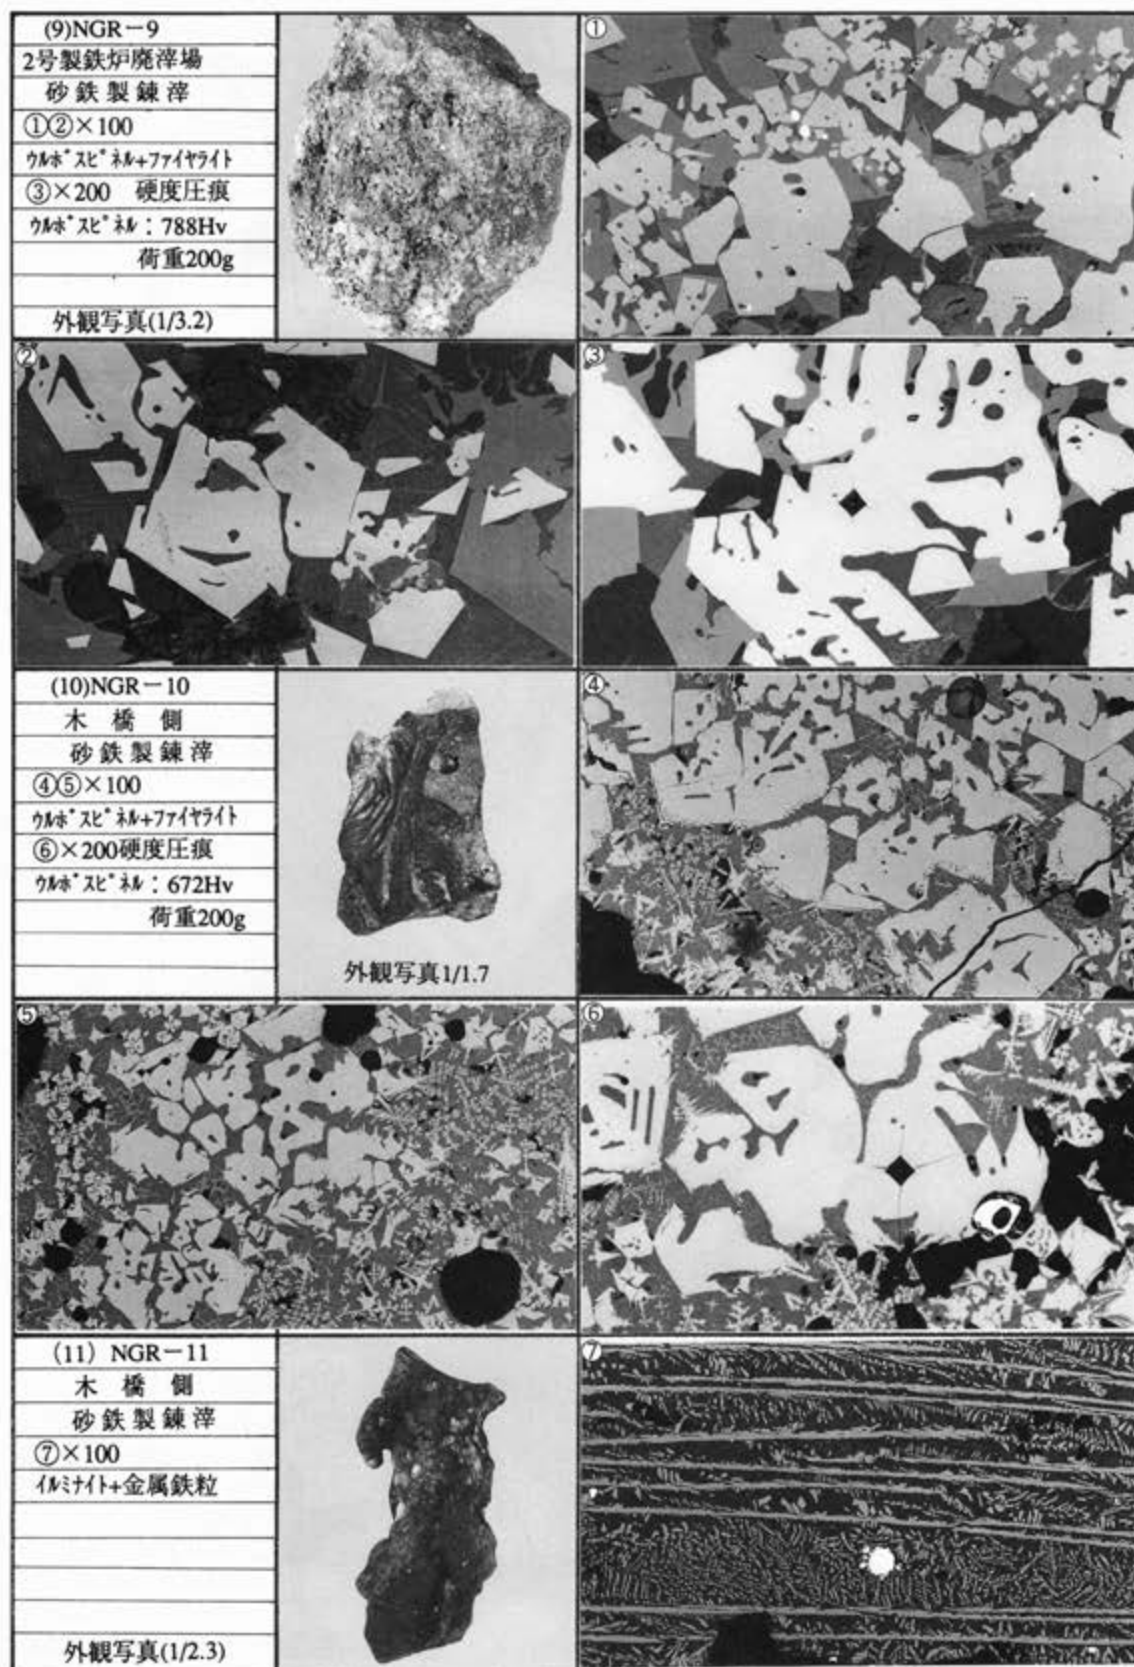 (9)NGR－9
2号製鉄炉廃滓場
砂鉄製錬滓
①②×100
ｳﾙﾎﾞｽﾋﾟﾈﾙ+ﾌｧｲﾔﾗｲﾄ
③×200 硬度圧痕
ｳﾙﾎﾞｽﾋﾟﾈﾙ：788Hv
荷重200g
外観写真(1/3.2)
①
②
③
(10)NGR－10
木橋側
砂鉄製錬滓
④⑤×100
ｳﾙﾎﾞｽﾋﾟﾈﾙ+ﾌｧｲﾔﾗｲﾄ
⑥×200硬度圧痕
ｳﾙﾎﾞｽﾋﾟﾈﾙ：672Hv
荷重200g
外観写真1/1.7
④
⑤
⑥
(11) NGR－11
木橋側
砂鉄製錬滓
⑦×100
ｲﾙﾐﾅｲﾄ+金属鉄粒
外観写真(1/2.3)
⑦